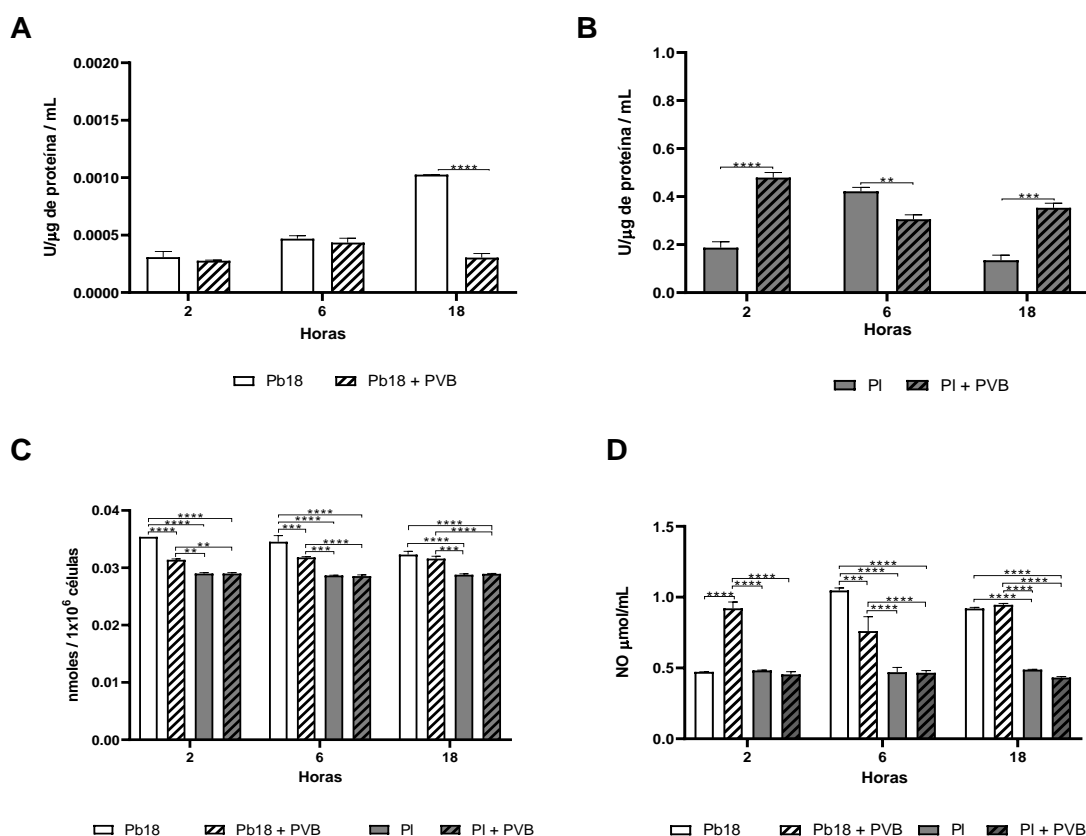 A
U/µg de proteína / mL
0.0020
0.0015
0.0010
0.0005
0.0000
****
2
6
18
Horas
Pb18
Pb18 + PVB
B
U/µg de proteína / mL
1.0
0.8
0.6
0.4
0.2
0.0
****
**
***
2
6
18
Horas
PI
PI + PVB
C
nmoles / 1x10⁶ células
0.04
0.03
0.02
0.01
0.00
****
****
****
**
**
****
****
***
****
***
****
****
****
***
2
6
18
Horas
Pb18
Pb18 + PVB
PI
PI + PVB
D
NO µmol/mL
1.5
1.0
0.5
0.0
****
****
****
****
****
***
****
****
****
****
****
****
2
6
18
Horas
Pb18
Pb18 + PVB
PI
PI + PVB